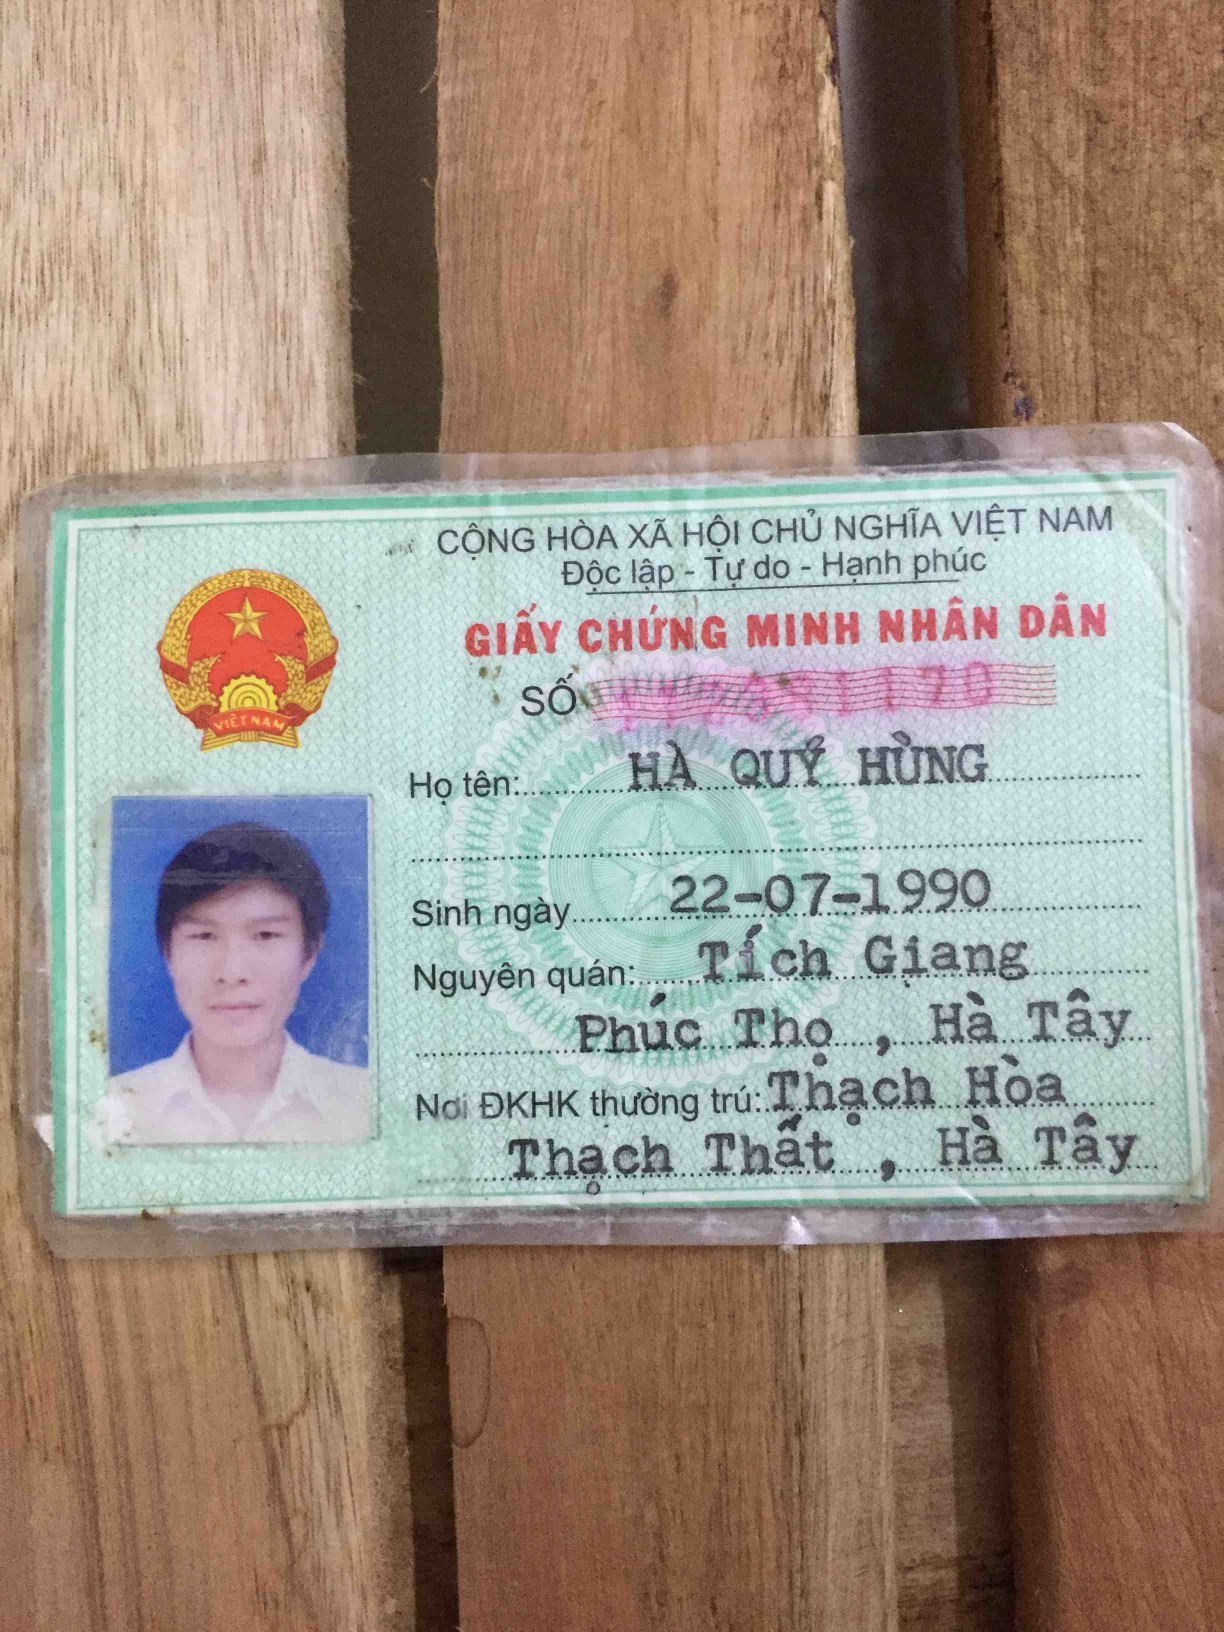 CỘNG HÒA XÃ HỘI CHỦ NGHĨA VIỆT NAM
Độc lập - Tự do - Hạnh phúc
GIẤY CHỨNG MINH NHÂN DÂN
SỐ
VIỆT NAM
Họ tên: HÀ QUÝ HÙNG
Sinh ngày 22-07-1990
Nguyên quán: Tích Giang
Phúc Thọ , Hà Tây
Nơi ĐKHK thường trú: Thạch Hòa
Thạch Thất , Hà Tây